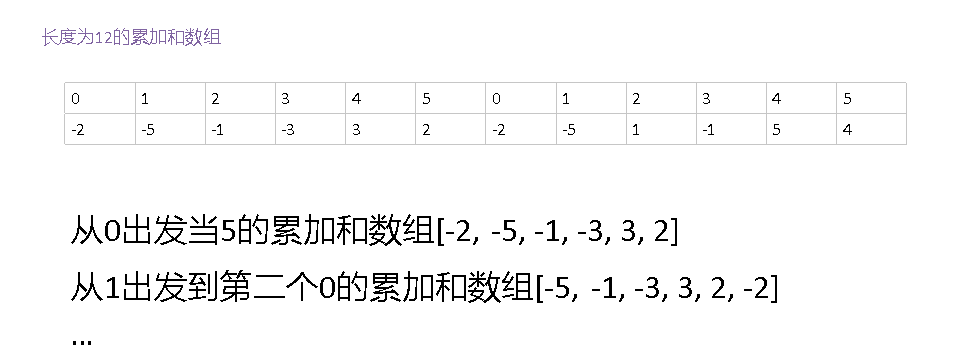 长度为12的累加和数组
0 1 2 3 4 5 0 1 2 3 4 5
-2 -5 -1 -3 3 2 -2 -5 1 -1 5 4
从0出发当5的累加和数组[-2, -5, -1, -3, 3, 2]
从1出发到第二个0的累加和数组[-5, -1, -3, 3, 2, -2]
...